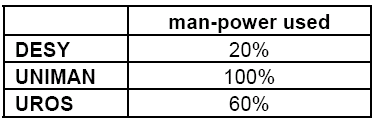 man-power used
DESY 20%
UNIMAN 100%
UROS 60%